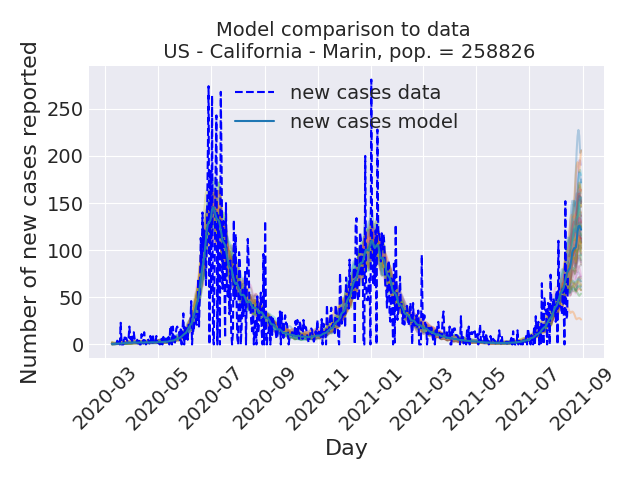 Model comparison to data
US - California - Marin, pop. = 258826
Number of new cases reported
250
200
150
100
50
0
new cases data
new cases model
2020-03
2020-05
2020-07
2020-09
2020-11
2021-01
2021-03
2021-05
2021-07
2021-09
Day